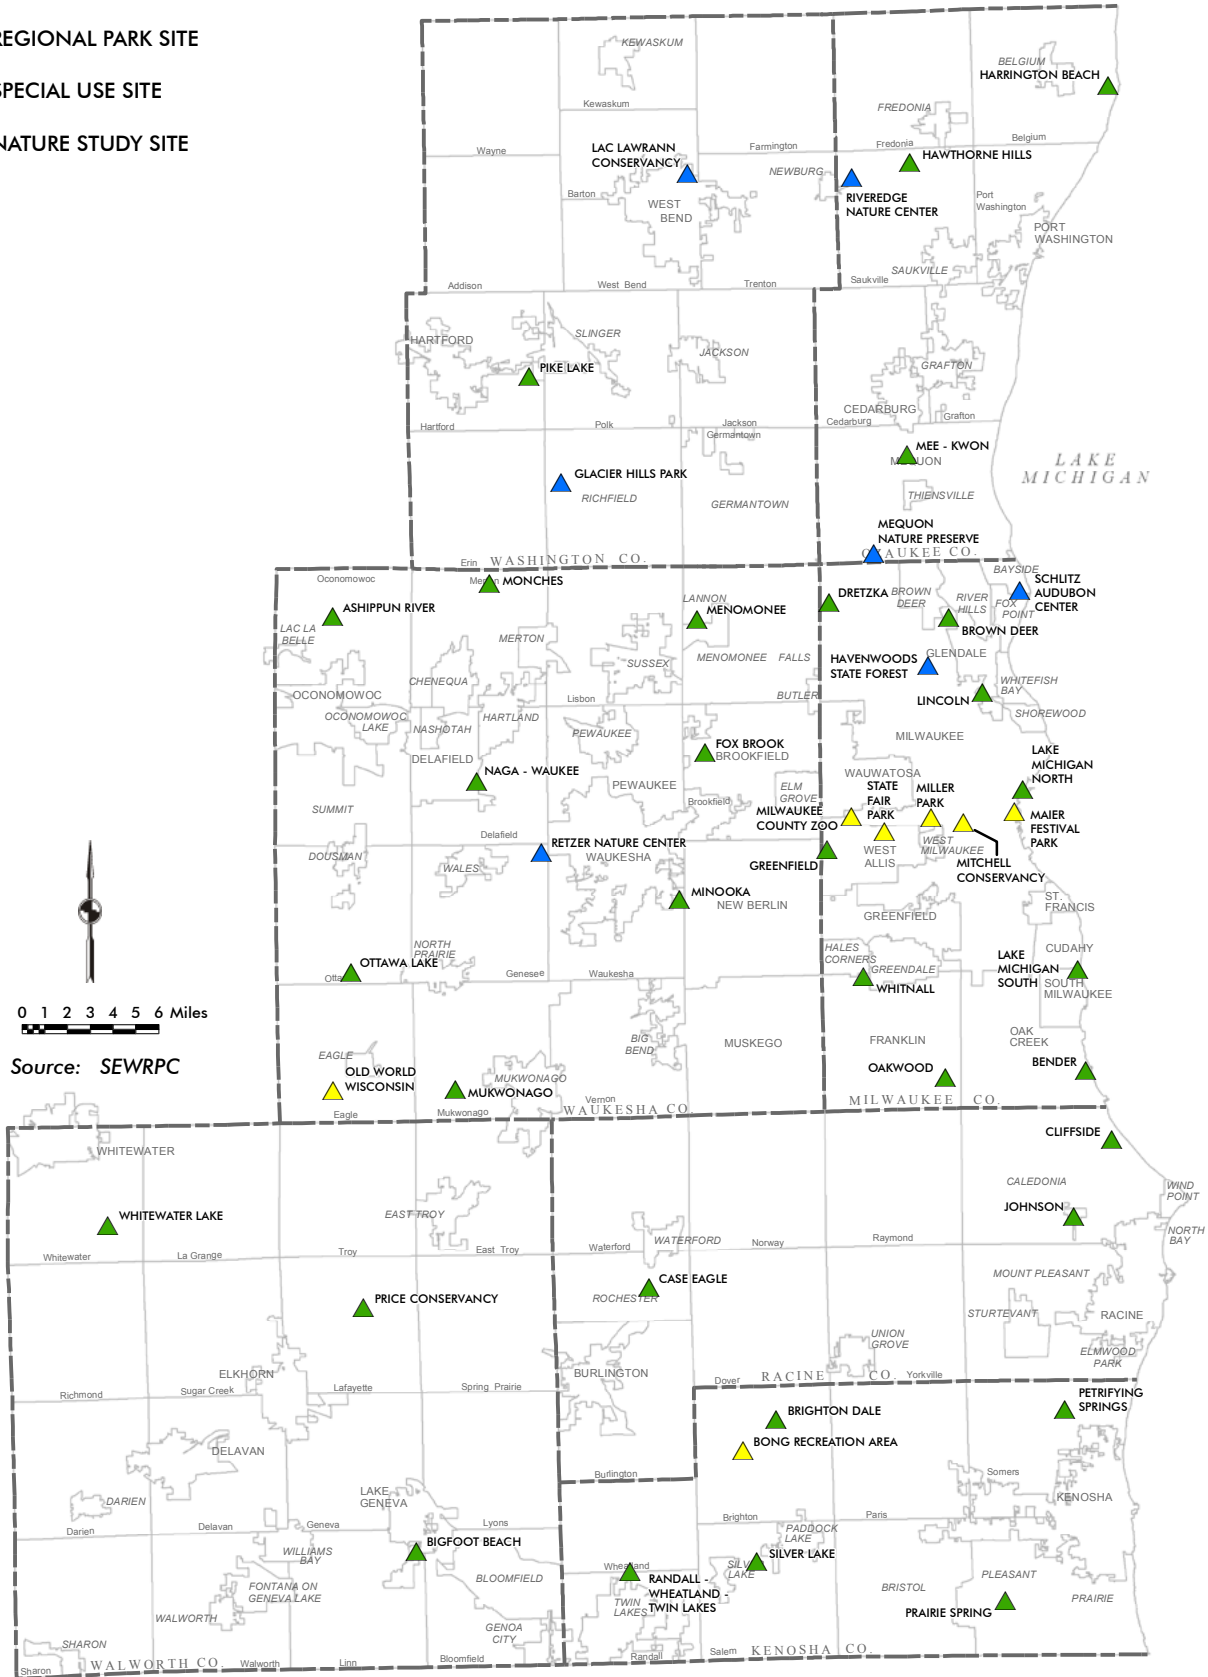 REGIONAL PARK SITE
SPECIAL USE SITE
NATURE STUDY SITE
KEWASKUM
Kewaskum
BELGIUM
HARRINGTON BEACH
FREDONIA
Belgium
Wayne
LAC LAWRANN
CONSERVANCY
Farmington
Fredonia
HAWTHORNE HILLS
NEWBURG
Barton
WEST
BEND
RIVEREDGE
NATURE CENTER
Port
Washington
PORT
WASHINGTON
SAUKVILLE
Addison
West Bend
Trenton
Saukville
HARTFORD
SLINGER
JACKSON
PIKE LAKE
GRAFTON
CEDARBURG
Hartford
Polk
Jackson
Germantown
Cedarburg
Grafton
MEE - KWON
LAKE
MICHIGAN
GLACIER HILLS PARK
RICHFIELD
GERMANTOWN
THIENSVILLE
MEQUON
NATURE PRESERVE
Erin
WASHINGTON CO.
BAYSIDE
Oconomowoc
MONCHES
SCHLITZ
AUDUBON
CENTER
ASHIPPUN RIVER
LANNON
MENOMONEE
DRETZKA
BROWN
DEER
RIVER
HILLS
FOX
POINT
BROWN DEER
LAC LA
BELLE
MERTON
SUSSEX
MENOMONEE FALLS
HAVENWOODS
STATE FOREST
GLENDALE
CHENEQUA
OCONOMOWOC
Lisbon
BUTLER
LINCOLN
WHITEFISH
BAY
SHOREWOOD
OCONOMOWOC
LAKE
NASHOTAH
HARTLAND
PEWAUKEE
MILWAUKEE
DELAFIELD
FOX BROOK
BROOKFIELD
LAKE
MICHIGAN
NORTH
NAGA - WAUKEE
PEWAUKEE
ELM
GROVE
WAUWATOSA
STATE
FAIR
PARK
MILLER
PARK
SUMMIT
Brookfield
MILWAUKEE
COUNTY ZOO
MAIER
FESTIVAL
PARK
Delafield
RETZER NATURE CENTER
WAUKESHA
DOUSMAN
WALES
GREENFIELD
WEST
ALLIS
WEST
MILWAUKEE
MITCHELL
CONSERVANCY
MINOOKA
NEW BERLIN
ST.
FRANCIS
GREENFIELD
NORTH
PRAIRIE
OTTAWA LAKE
Genesee
Waukesha
HALES
CORNERS
GREENDALE
WHITNALL
CUDAHY
LAKE
MICHIGAN
SOUTH
SOUTH
MILWAUKEE
0 1 2 3 4 5 6 Miles
Source: SEWRPC
BIG
BEND
MUSKEGO
FRANKLIN
OAK
CREEK
EAGLE
OLD WORLD
WISCONSIN
MUKWONAGO
MUKWONAGO
OAKWOOD
BENDER
Eagle
Mukwonago
Vernon
WAUKESHA CO.
MILWAUKEE CO.
CLIFFSIDE
WHITEWATER
CALEDONIA
WIND
POINT
WHITEWATER LAKE
EAST TROY
JOHNSON
NORTH
BAY
Whitewater
La Grange
Troy
East Troy
Waterford
WATERFORD
Norway
Raymond
CASE EAGLE
ROCHESTER
MOUNT PLEASANT
PRICE CONSERVANCY
STURTEVANT
RACINE
UNION
GROVE
ELMWOOD
PARK
ELKHORN
BURLINGTON
Dover
RACINE CO.
Yorkville
Richmond
Sugar Creek
Lafayette
Spring Prairie
BRIGHTON DALE
PETRIFYING
SPRINGS
BONG RECREATION AREA
DELAVAN
Burlington
Somers
KENOSHA
LAKE
GENEVA
DARIEN
Darien
Delavan
Geneva
Lyons
Brighton
Paris
PADDOCK
LAKE
BIGFOOT BEACH
WILLIAMS
BAY
SILVER LAKE
SILVER
LAKE
BLOOMFIELD
FONTANA ON
GENEVA LAKE
RANDALL -
WHEATLAND -
TWIN LAKES
TWIN
LAKES
BRISTOL
PLEASANT
PRAIRIE
PRAIRIE SPRING
WALWORTH
GENOA
CITY
SHARON
Sharon
WALWORTH CO.
Walworth
Linn
Bloomfield
Randall
Salem
KENOSHA CO.